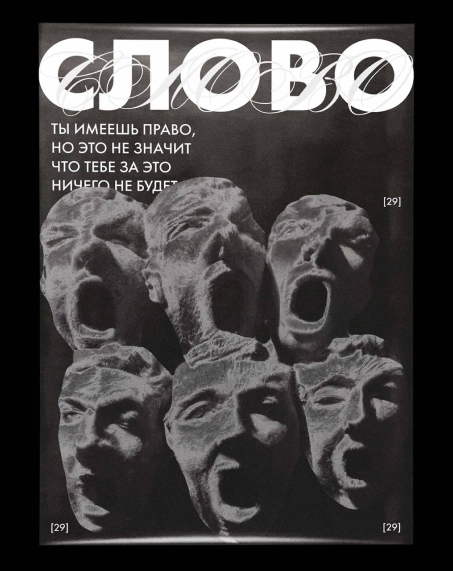 СЛОВО
ТЫ ИМЕЕШЬ ПРАВО,
НО ЭТО НЕ ЗНАЧИТ
ЧТО ТЕБЕ ЗА ЭТО
НИЧЕГО НЕ БУДЕТ
[29]
[29]
[29]